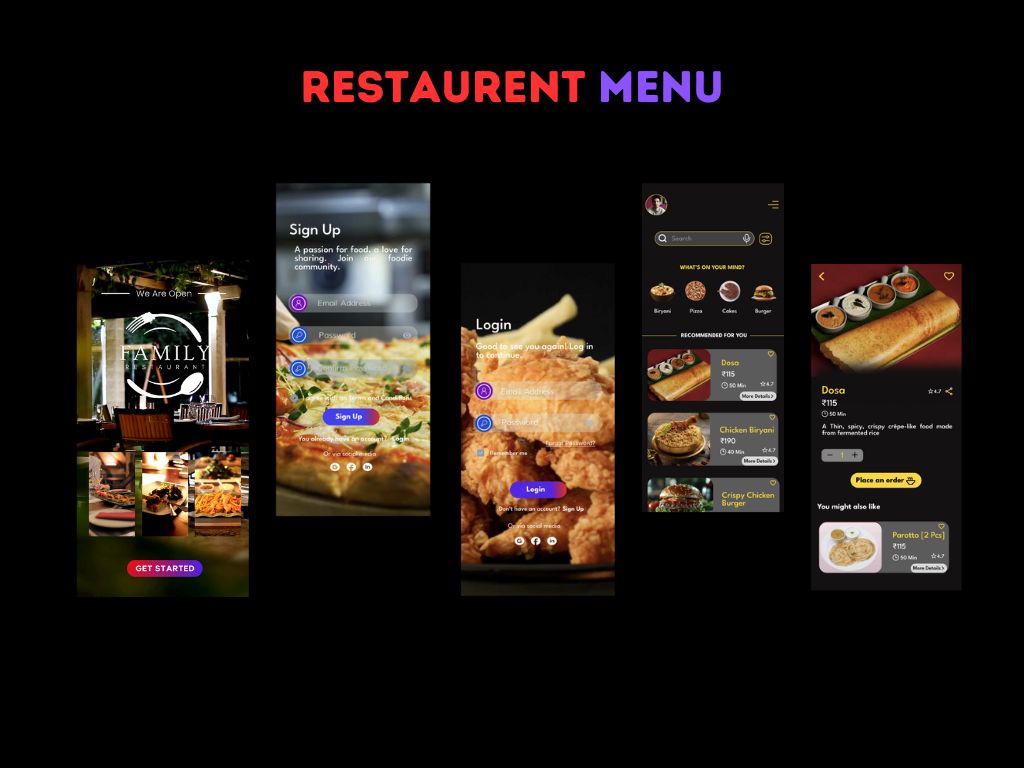 RESTAURENT MENU
We Are Open
FAMILY
RESTAURANT
GET STARTED
Sign Up
A passion for food, a love for
sharing. Join our foodie
community.
Email Address
Password
Confirm Password
I agree with an Terms and Conditions
Sign Up
You already have an account? Login
Or via social media
Login
Good to see you again! Log in
to continue.
Email Address
Password
Forgot Password?
Remember me
Login
Don't have an account? Sign Up
Or via social media
Search
WHAT'S ON YOUR MIND?
Biryani Pizza Cakes Burger
RECOMMENDED FOR YOU
Dosa
₹115
50 Min 4.7
More Details >
Chicken Biryani
₹190
40 Min 4.7
More Details >
Crispy Chicken
Burger
Dosa
4.7
₹115
50 Min
A Thin, spicy, crispy crêpe-like food made
from fermented rice
− 1 +
Place an order
You might also like
Parotto [2 Pcs]
₹115
50 Min 4.7
More Details >